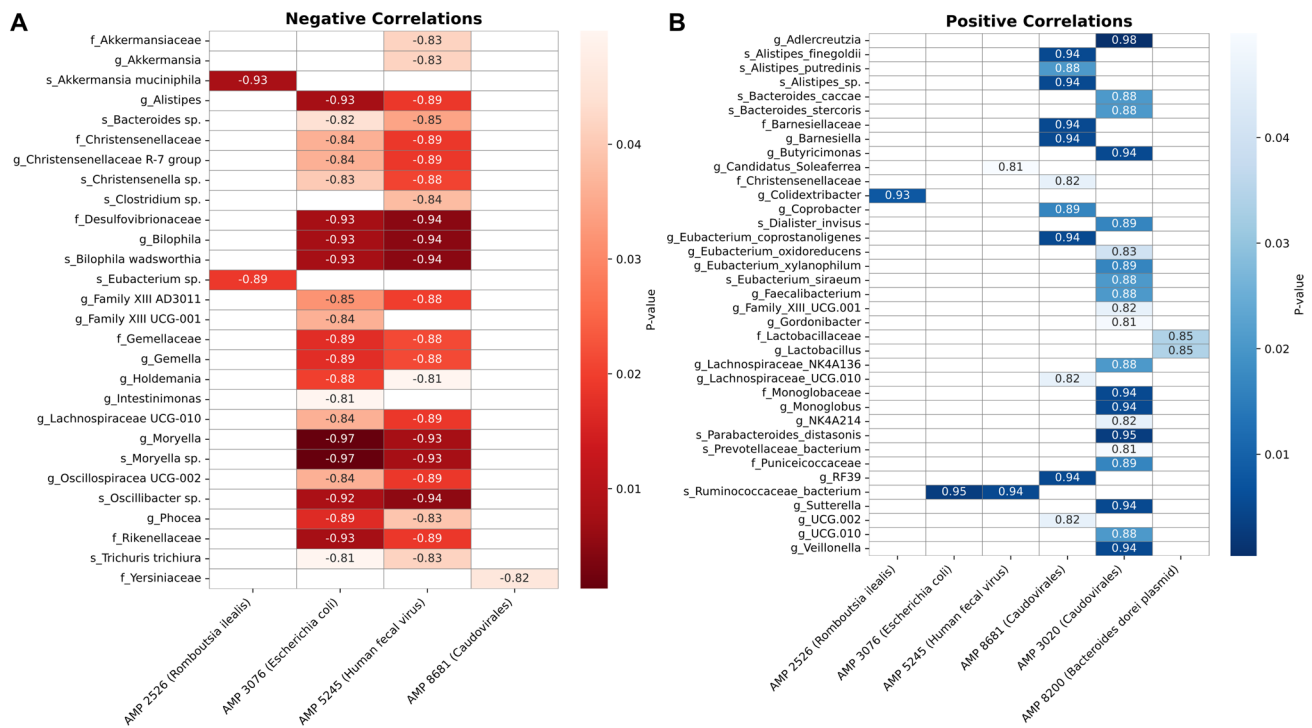 A
Negative Correlations
f_Akkermansiaceae -0.83
g_Akkermansia -0.83
s_Akkermansia muciniphila -0.93
g_Alistipes -0.93 -0.89
s_Bacteroides sp. -0.82 -0.85
f_Christensenellaceae -0.84 -0.89
g_Christensenellaceae R-7 group -0.84 -0.89
s_Christensenella sp. -0.83 -0.88
s_Clostridium sp. -0.84
f_Desulfovibrionaceae -0.93 -0.94
g_Bilophila -0.93 -0.94
s_Bilophila wadsworthia -0.93 -0.94
s_Eubacterium sp. -0.89
g_Family XIII AD3011 -0.85 -0.88
g_Family XIII UCG-001 -0.84
f_Gemellaceae -0.89 -0.88
g_Gemella -0.89 -0.88
g_Holdemania -0.88 -0.81
g_Intestinimonas -0.81
g_Lachnospiraceae UCG-010 -0.84 -0.89
g_Moryella -0.97 -0.93
s_Moryella sp. -0.97 -0.93
g_Oscillospiracea UCG-002 -0.84 -0.89
s_Oscillibacter sp. -0.92 -0.94
g_Phocea -0.89 -0.83
f_Rikenellaceae -0.93 -0.89
s_Trichuris trichiura -0.81 -0.83
f_Yersiniaceae -0.82
AMP 2526 (Romboutsia ilealis)
AMP 3076 (Escherichia coli)
AMP 5245 (Human fecal virus)
AMP 8681 (Caudovirales)
0.04
0.03
0.02
0.01
P-value
B
Positive Correlations
g_Adlercreutzia 0.98
s_Alistipes_finegoldii 0.94
s_Alistipes_putredinis 0.88
s_Alistipes_sp. 0.94
s_Bacteroides_caccae 0.88
s_Bacteroides_stercoris 0.88
f_Barnesiellaceae 0.94
g_Barnesiella 0.94
g_Butyricimonas 0.94
g_Candidatus_Soleaferrea 0.81
f_Christensenellaceae 0.82
g_Colidextribacter 0.93
g_Coprobacter 0.89
s_Dialister_invisus 0.89
g_Eubacterium_coprostanoligenes 0.94
g_Eubacterium_oxidoreducens 0.83
g_Eubacterium_xylanophilum 0.89
s_Eubacterium_siraeum 0.88
g_Faecalibacterium 0.88
g_Family_XIII_UCG.001 0.82
g_Gordonibacter 0.81
f_Lactobacillaceae 0.85
g_Lactobacillus 0.85
g_Lachnospiraceae_NK4A136 0.88
g_Lachnospiraceae_UCG.010 0.82
f_Monoglobaceae 0.94
g_Monoglobus 0.94
g_NK4A214 0.82
s_Parabacteroides_distasonis 0.95
s_Prevotellaceae_bacterium 0.81
f_Puniceicoccaceae 0.89
g_RF39 0.94
s_Ruminococcaceae_bacterium 0.95 0.94
g_Sutterella 0.94
g_UCG.002 0.82
g_UCG.010 0.88
g_Veillonella 0.94
AMP 2526 (Romboutsia ilealis)
AMP 3076 (Escherichia coli)
AMP 5245 (Human fecal virus)
AMP 8681 (Caudovirales)
AMP 3020 (Caudovirales)
AMP 8200 (Bacteroides dorei plasmid)
0.04
0.03
0.02
0.01
P-value